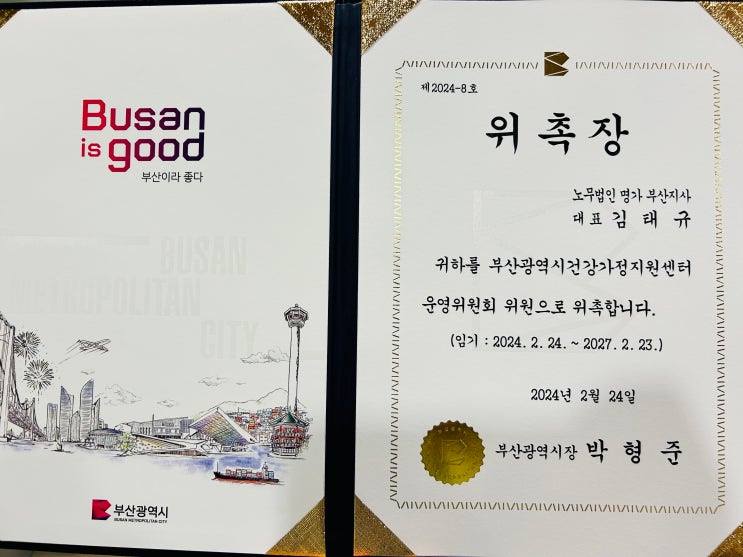 Busan
is good
부산이라 좋다
BUSAN
METROPOLITAN
CITY
부산광역시
BUSAN METROPOLITAN CITY
제2024-8호
위촉장
노무법인 명가 부산지사
대표 김태규
귀하를 부산광역시건강가정지원센터
운영위원회 위원으로 위촉합니다.
(임기 : 2024. 2. 24. ~ 2027. 2. 23.)
2024년 2월 24일
부산광역시장 박형준